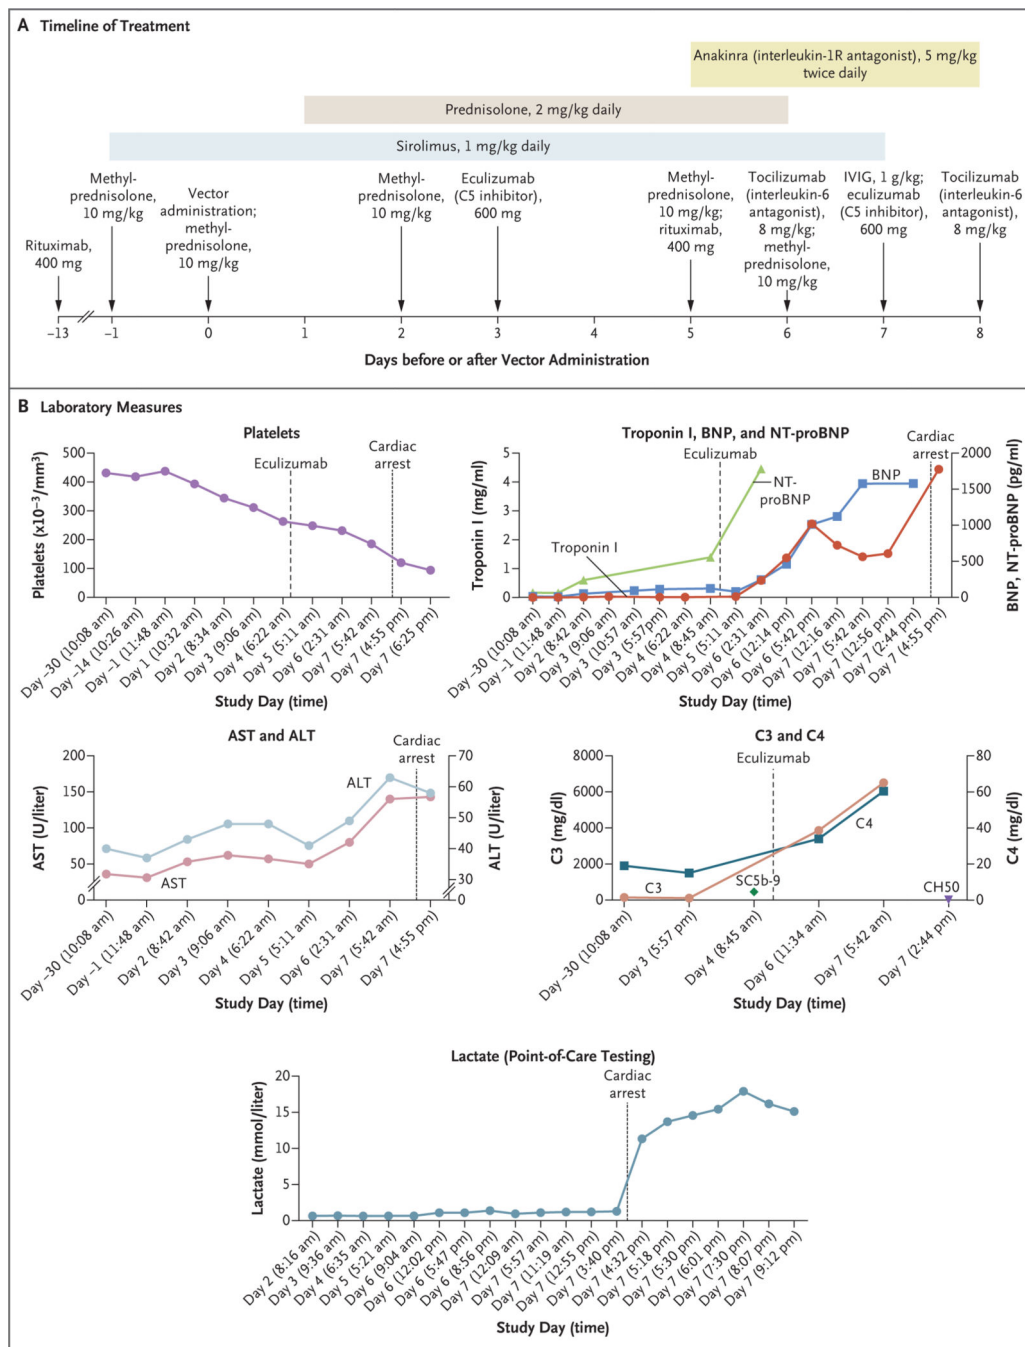 A Timeline of Treatment
Anakinra (interleukin-1R antagonist), 5 mg/kg
twice daily
Prednisolone, 2 mg/kg daily
Sirolimus, 1 mg/kg daily
Rituximab,
400 mg
Methyl-
prednisolone,
10 mg/kg
Vector
administration;
methyl-
prednisolone,
10 mg/kg
Methyl-
prednisolone,
10 mg/kg
Eculizumab
(C5 inhibitor),
600 mg
Methyl-
prednisolone,
10 mg/kg;
rituximab,
400 mg
Tocilizumab
(interleukin-6
antagonist),
8 mg/kg;
methyl-
prednisolone,
10 mg/kg
IVIG, 1 g/kg;
eculizumab
(C5 inhibitor),
600 mg
Tocilizumab
(interleukin-6
antagonist),
8 mg/kg
−13 −1 0 1 2 3 4 5 6 7 8
Days before or after Vector Administration
B Laboratory Measures
Platelets
Platelets (x10⁻³/mm³)
500
400
300
200
100
0
Eculizumab
Cardiac
arrest
Day −30 (10:08 am)
Day −14 (10:26 am)
Day −1 (11:48 am)
Day 1 (10:32 am)
Day 2 (8:34 am)
Day 3 (9:06 am)
Day 4 (6:22 am)
Day 5 (5:11 am)
Day 6 (2:31 am)
Day 7 (5:42 am)
Day 7 (4:55 pm)
Day 7 (6:25 pm)
Study Day (time)
Troponin I, BNP, and NT-proBNP
Troponin I (mg/ml)
5
4
3
2
1
0
Eculizumab
Cardiac
arrest
NT-
proBNP
BNP
Troponin I
2000
1500
1000
500
0
BNP, NT-proBNP (pg/ml)
Day −30 (10:08 am)
Day −1 (11:48 am)
Day 2 (8:42 am)
Day 3 (9:06 am)
Day 3 (10:57 am)
Day 3 (5:57 pm)
Day 4 (6:22 am)
Day 4 (8:45 am)
Day 5 (5:11 am)
Day 6 (2:31 am)
Day 6 (12:14 pm)
Day 6 (5:42 pm)
Day 7 (12:16 am)
Day 7 (5:42 am)
Day 7 (12:56 pm)
Day 7 (2:44 pm)
Day 7 (4:55 pm)
Study Day (time)
AST and ALT
AST (U/liter)
200
150
100
50
0
Cardiac
arrest
ALT
AST
70
60
50
40
30
0
ALT (U/liter)
Day −30 (10:08 am)
Day −1 (11:48 am)
Day 2 (8:42 am)
Day 3 (9:06 am)
Day 4 (6:22 am)
Day 5 (5:11 am)
Day 6 (2:31 am)
Day 7 (5:42 am)
Day 7 (4:55 pm)
Study Day (time)
C3 and C4
C3 (mg/dl)
8000
6000
4000
2000
0
Eculizumab
C4
C3
SC5b-9
CH50
80
60
40
20
0
C4 (mg/dl)
Day −30 (10:08 am)
Day 3 (5:57 pm)
Day 4 (8:45 am)
Day 6 (11:34 am)
Day 7 (5:42 am)
Day 7 (2:44 pm)
Study Day (time)
Lactate (Point-of-Care Testing)
Lactate (mmol/liter)
20
15
10
5
0
Cardiac
arrest
Day 2 (8:16 am)
Day 3 (9:36 am)
Day 4 (6:35 am)
Day 5 (5:21 am)
Day 6 (9:04 am)
Day 6 (12:02 pm)
Day 6 (5:47 pm)
Day 6 (8:56 pm)
Day 7 (12:09 am)
Day 7 (5:57 am)
Day 7 (11:19 am)
Day 7 (12:55 pm)
Day 7 (3:40 pm)
Day 7 (4:32 pm)
Day 7 (5:18 pm)
Day 7 (5:30 pm)
Day 7 (6:01 pm)
Day 7 (7:30 pm)
Day 7 (8:07 pm)
Day 7 (9:12 pm)
Study Day (time)